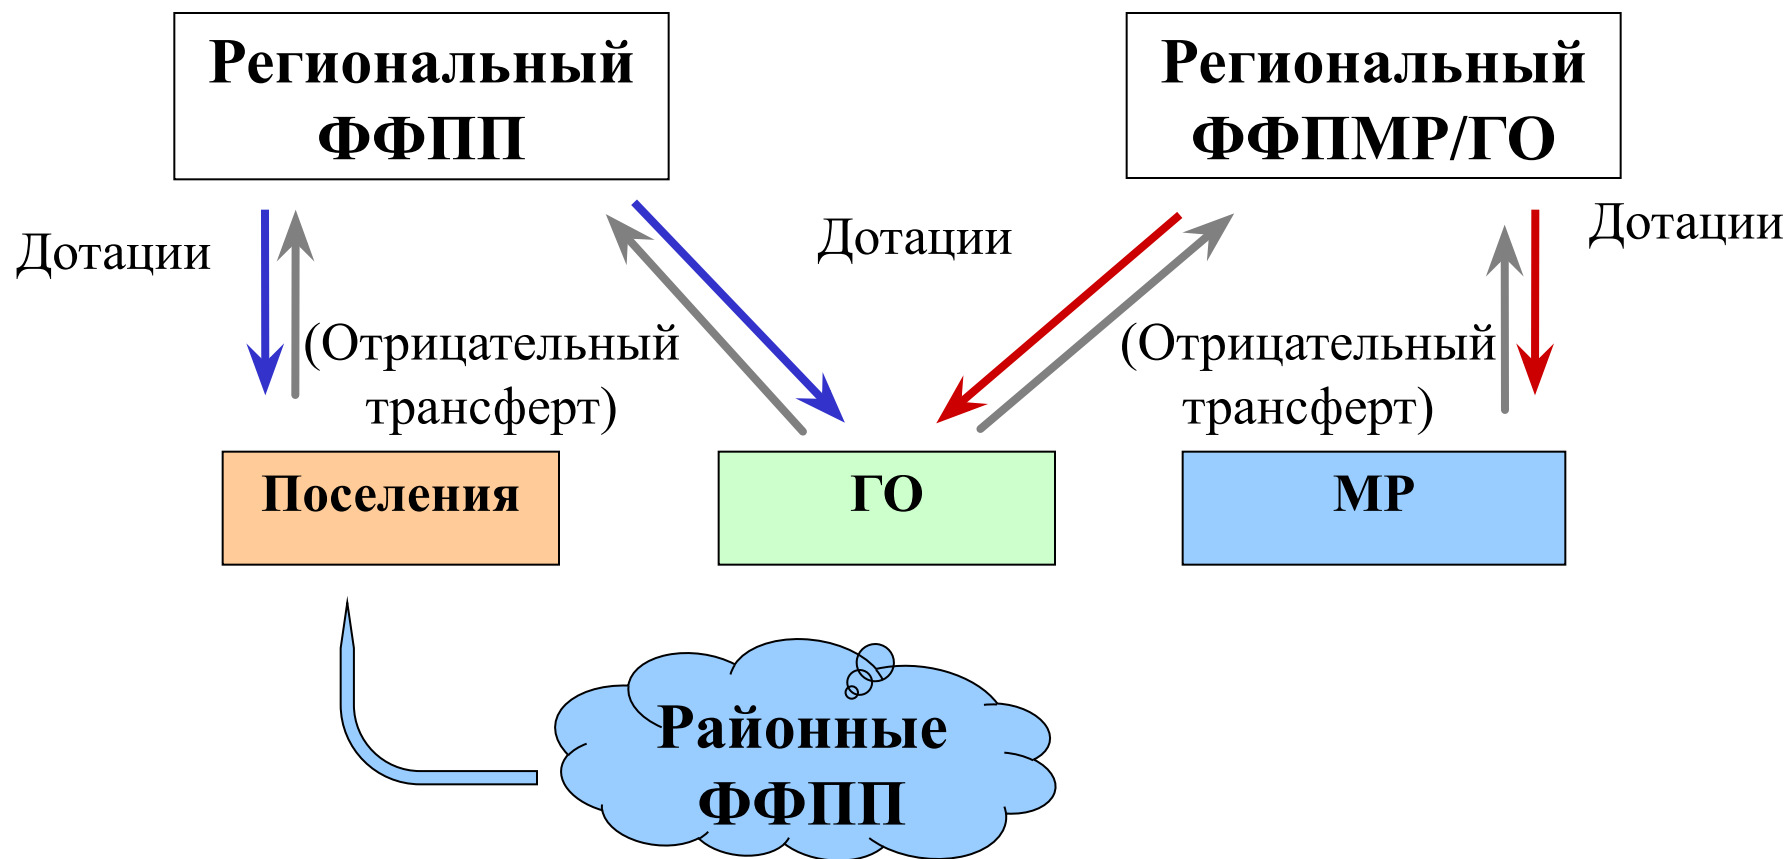 Региональный
ФФПП
Региональный
ФФПМР/ГО
Дотации
Дотации
Дотации
(Отрицательный
трансферт)
(Отрицательный
трансферт)
Поселения
ГО
МР
Районные
ФФПП